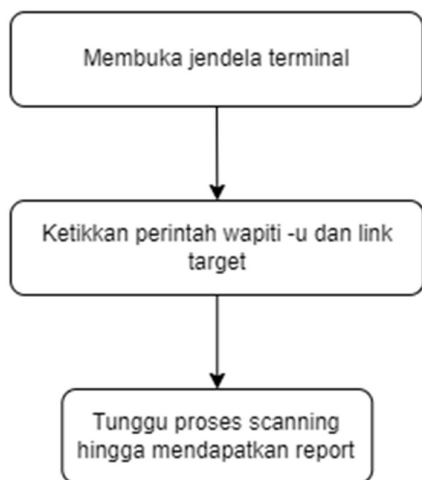 Membuka jendela terminal
Ketikkan perintah wapiti -u dan link
target
Tunggu proses scanning
hingga mendapatkan report